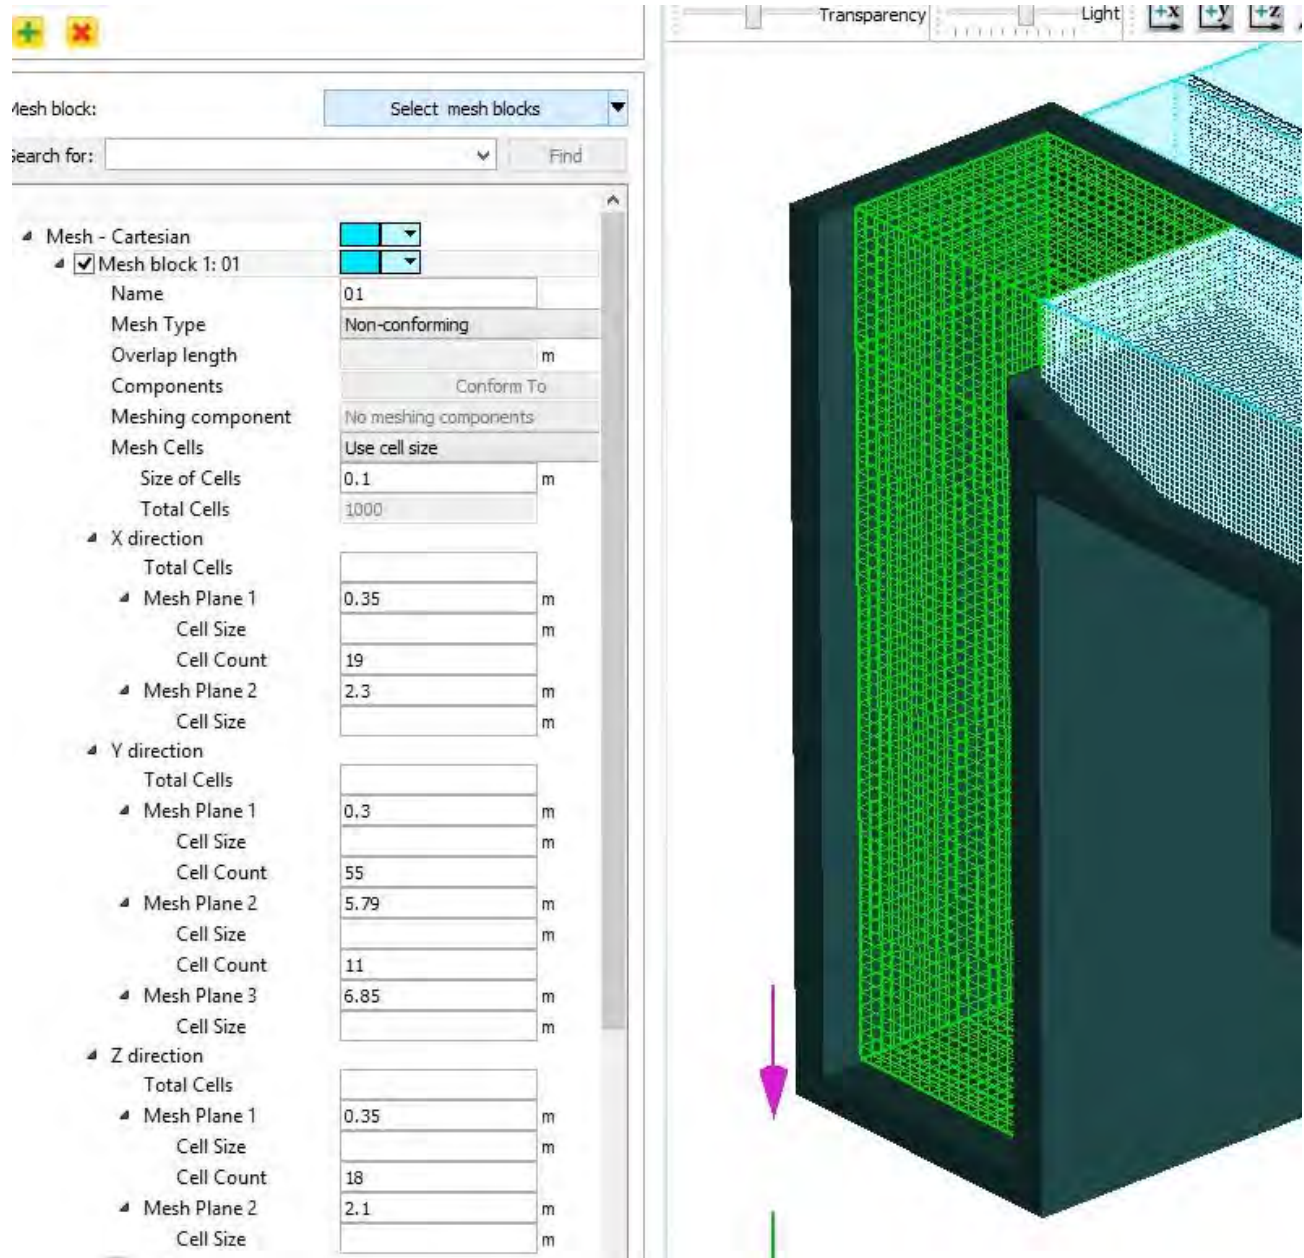 Transparency Light +x +y +z
Mesh block: Select mesh blocks
Search for: Find
Mesh - Cartesian
Mesh block 1: 01
Name 01
Mesh Type Non-conforming
Overlap length m
Components Conform To
Meshing component No meshing components
Mesh Cells Use cell size
Size of Cells 0.1 m
Total Cells 1000
X direction
Total Cells
Mesh Plane 1 0.35 m
Cell Size m
Cell Count 19
Mesh Plane 2 2.3 m
Cell Size m
Y direction
Total Cells
Mesh Plane 1 0.3 m
Cell Size m
Cell Count 55
Mesh Plane 2 5.79 m
Cell Size m
Cell Count 11
Mesh Plane 3 6.85 m
Cell Size m
Z direction
Total Cells
Mesh Plane 1 0.35 m
Cell Size m
Cell Count 18
Mesh Plane 2 2.1 m
Cell Size m